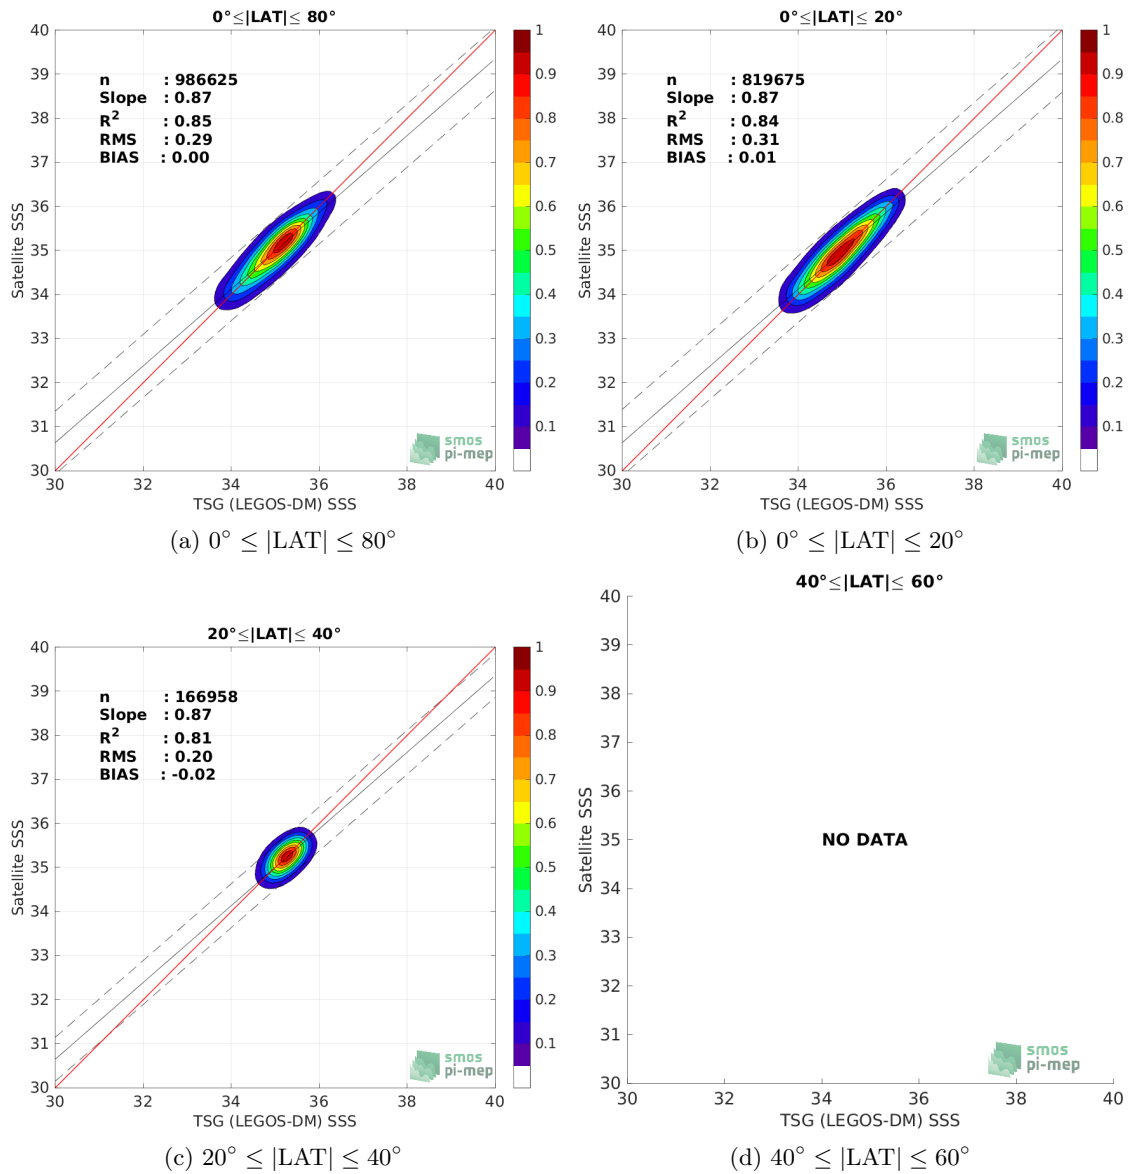 0°≤|LAT|≤ 80°
40
39
38
37
36
35
34
33
32
31
30
30
32
34
36
38
40
Satellite SSS
TSG (LEGOS-DM) SSS
n : 986625
Slope : 0.87
R² : 0.85
RMS : 0.29
BIAS : 0.00
1
0.9
0.8
0.7
0.6
0.5
0.4
0.3
0.2
0.1
smos
pi-mep
(a) 0° ≤ |LAT| ≤ 80°
0°≤|LAT|≤ 20°
40
39
38
37
36
35
34
33
32
31
30
30
32
34
36
38
40
Satellite SSS
TSG (LEGOS-DM) SSS
n : 819675
Slope : 0.87
R² : 0.84
RMS : 0.31
BIAS : 0.01
1
0.9
0.8
0.7
0.6
0.5
0.4
0.3
0.2
0.1
smos
pi-mep
(b) 0° ≤ |LAT| ≤ 20°
20°≤|LAT|≤ 40°
40
39
38
37
36
35
34
33
32
31
30
30
32
34
36
38
40
Satellite SSS
TSG (LEGOS-DM) SSS
n : 166958
Slope : 0.87
R² : 0.81
RMS : 0.20
BIAS : -0.02
1
0.9
0.8
0.7
0.6
0.5
0.4
0.3
0.2
0.1
smos
pi-mep
(c) 20° ≤ |LAT| ≤ 40°
40°≤|LAT|≤ 60°
40
39
38
37
36
35
34
33
32
31
30
30
32
34
36
38
40
Satellite SSS
TSG (LEGOS-DM) SSS
NO DATA
smos
pi-mep
(d) 40° ≤ |LAT| ≤ 60°